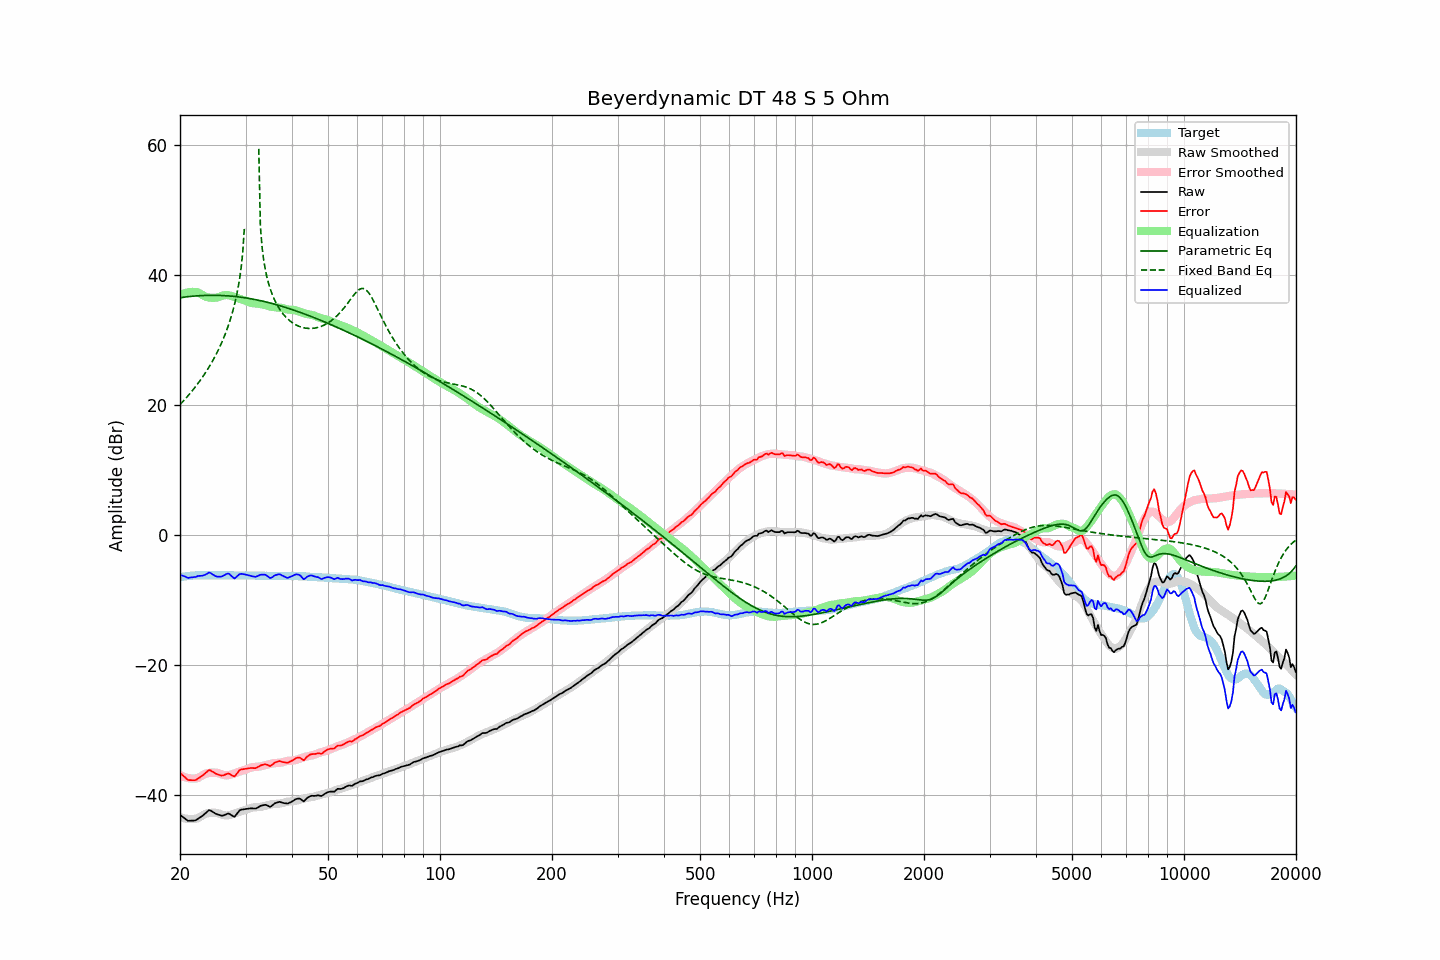 Beyerdynamic DT 48 S 5 Ohm
Target
Raw Smoothed
Error Smoothed
Raw
Error
Equalization
Parametric Eq
Fixed Band Eq
Equalized
60
40
20
0
−20
−40
Amplitude (dBr)
20 50 100 200 500 1000 2000 5000 10000 20000
Frequency (Hz)